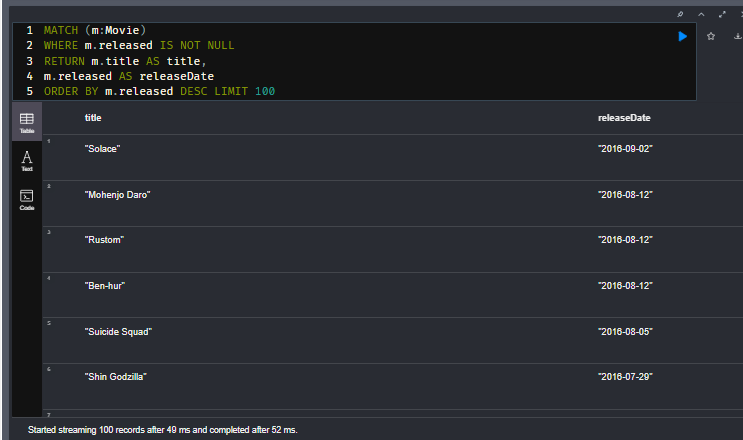 1 MATCH (m:Movie)
2 WHERE m.released IS NOT NULL
3 RETURN m.title AS title,
4 m.released AS releaseDate
5 ORDER BY m.released DESC LIMIT 100
Table
Text
Code
title releaseDate
1 "Solace" "2016-09-02"
2 "Mohenjo Daro" "2016-08-12"
3 "Rustom" "2016-08-12"
4 "Ben-hur" "2016-08-12"
5 "Suicide Squad" "2016-08-05"
6 "Shin Godzilla" "2016-07-29"
7
Started streaming 100 records after 49 ms and completed after 52 ms.